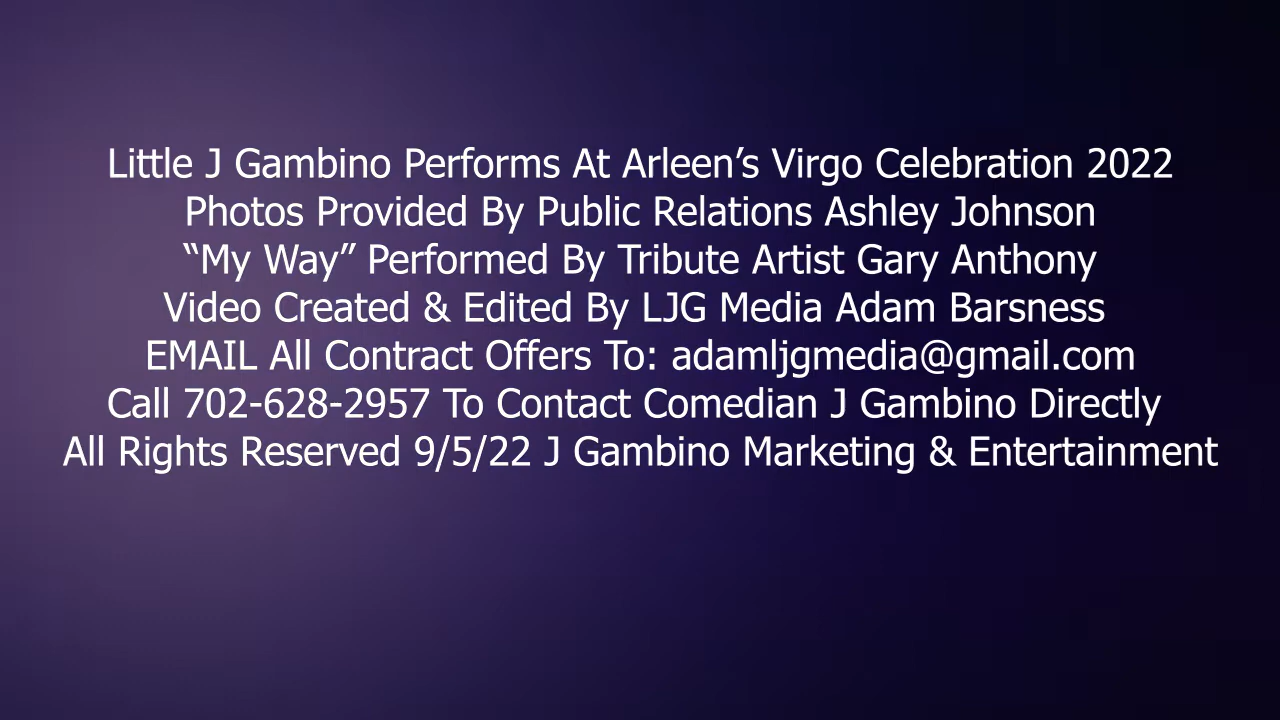 Little J Gambino Performs At Arleen’s Virgo Celebration 2022
Photos Provided By Public Relations Ashley Johnson
“My Way” Performed By Tribute Artist Gary Anthony
Video Created & Edited By LJG Media Adam Barsness
EMAIL All Contract Offers To: adamljgmedia@gmail.com
Call 702-628-2957 To Contact Comedian J Gambino Directly
All Rights Reserved 9/5/22 J Gambino Marketing & Entertainment